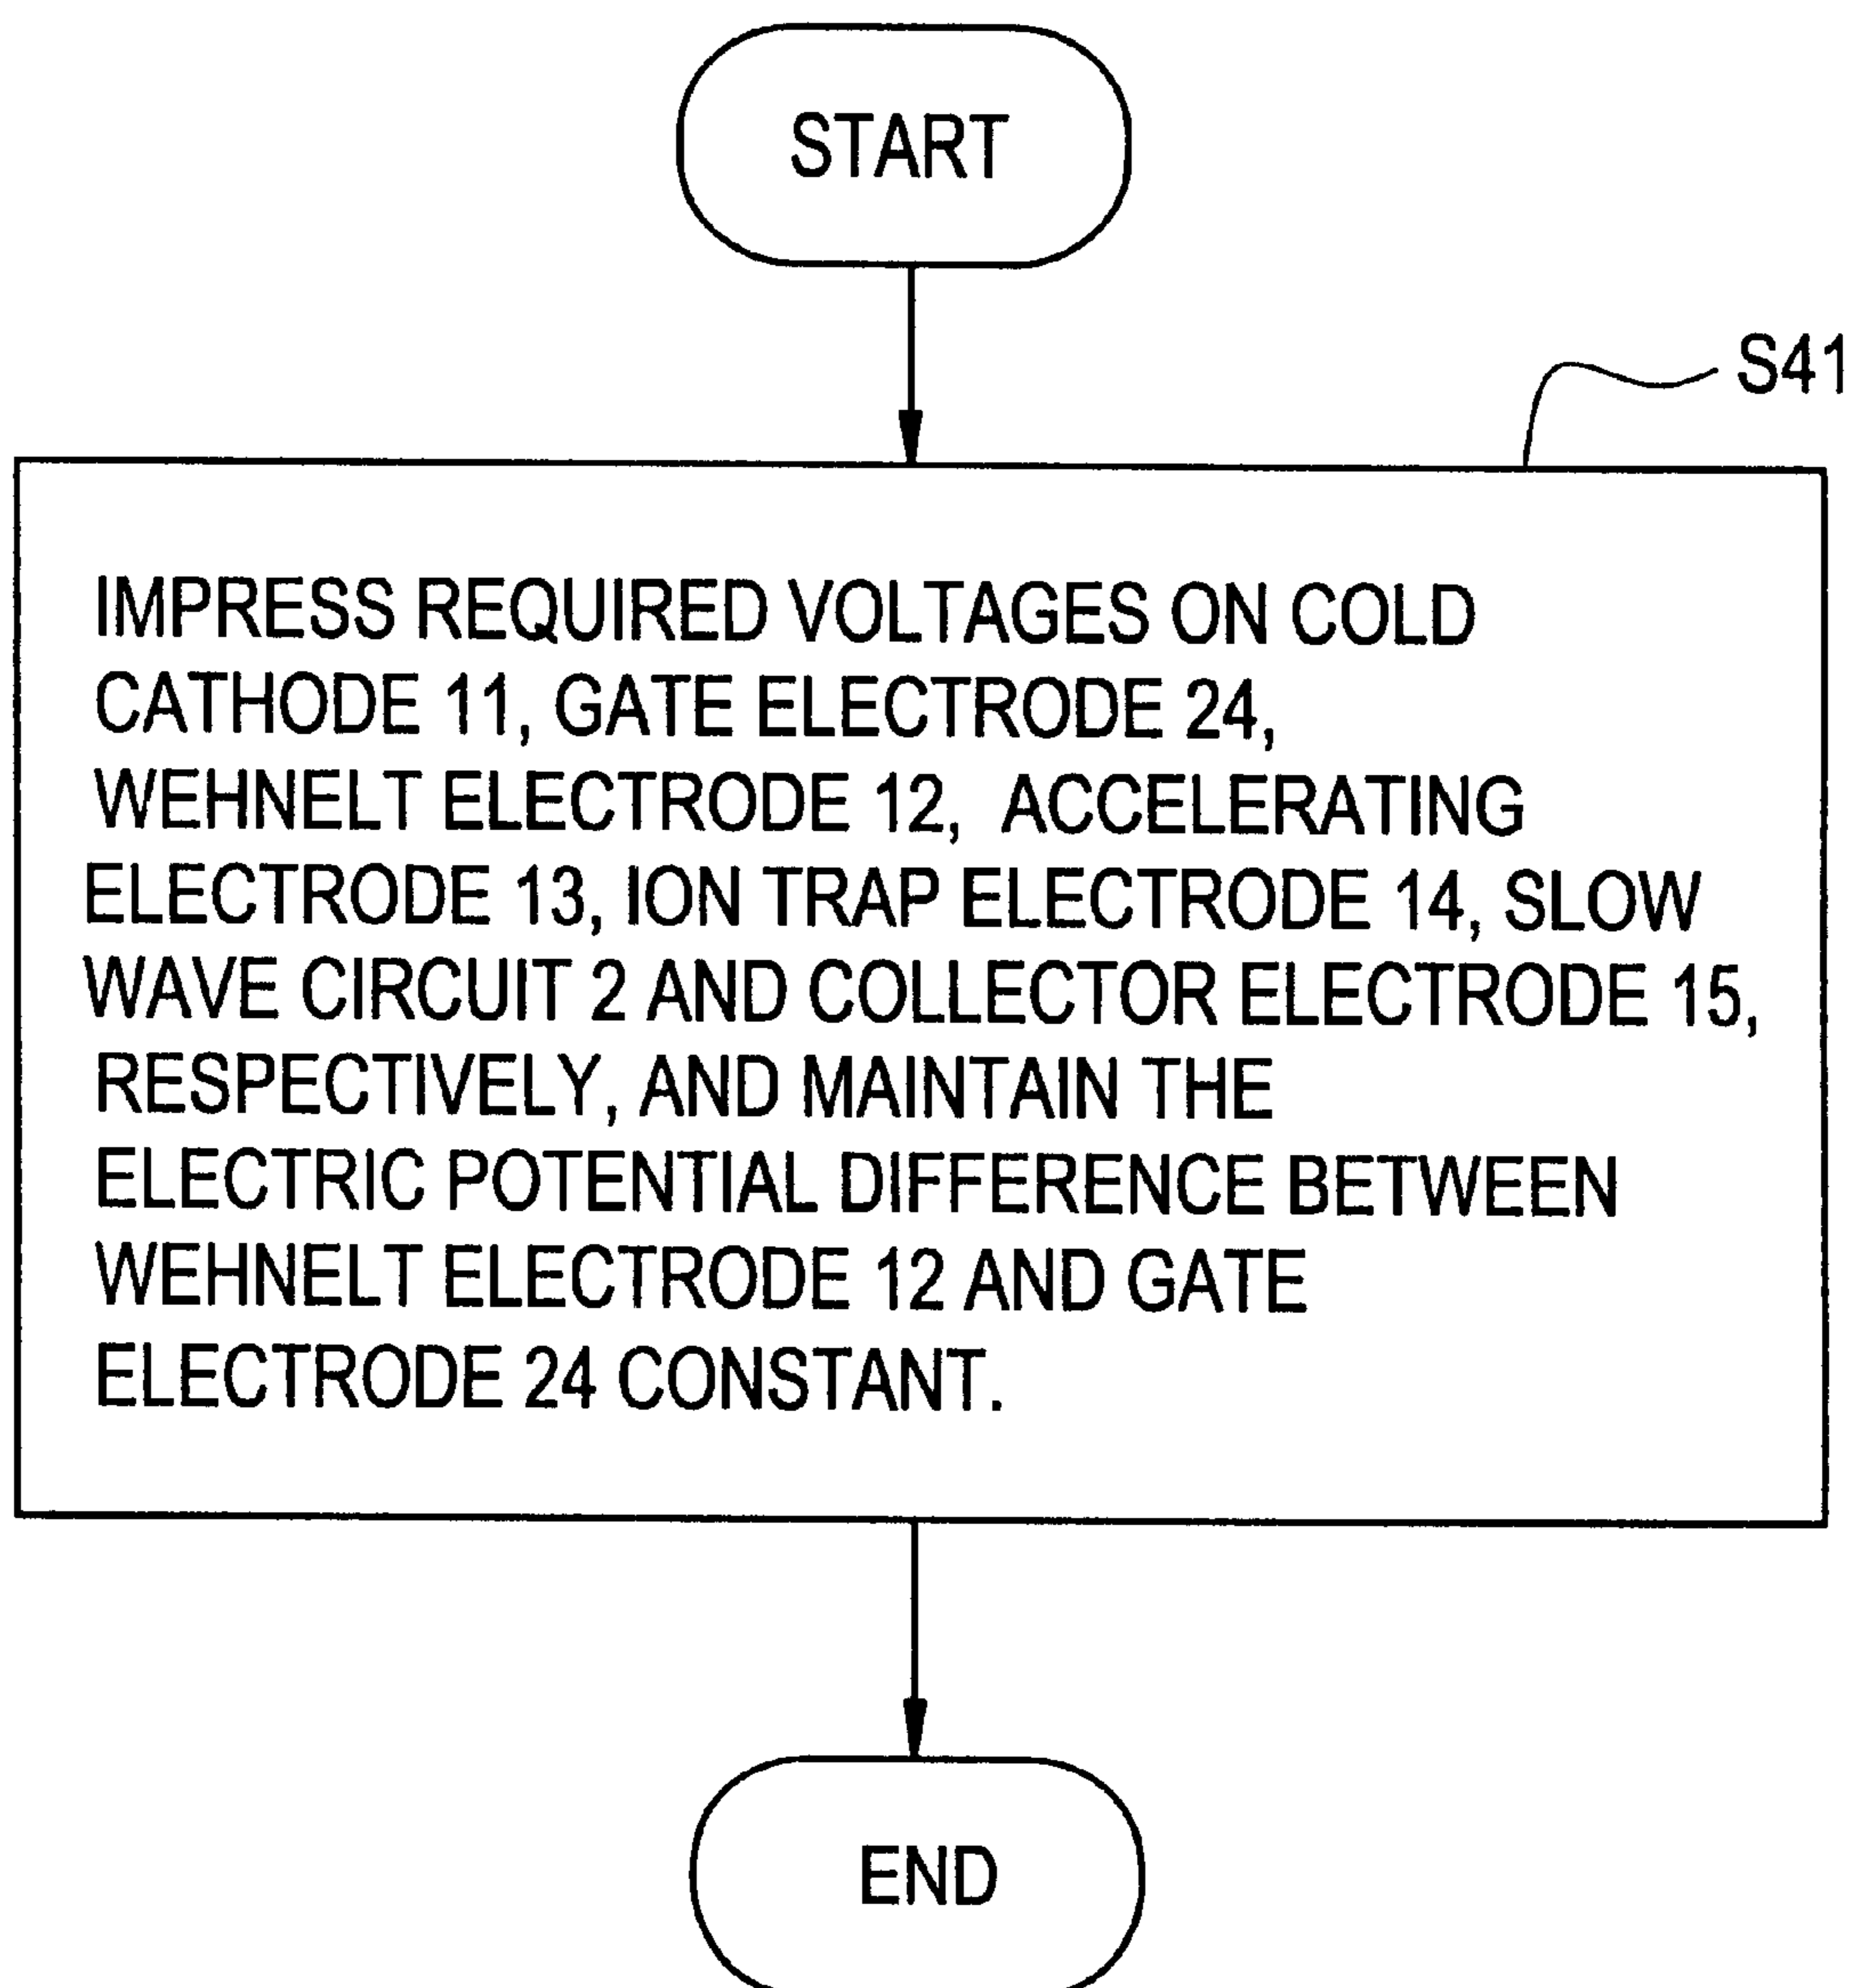 START
S41
IMPRESS REQUIRED VOLTAGES ON COLD
CATHODE 11, GATE ELECTRODE 24,
WEHNELT ELECTRODE 12, ACCELERATING
ELECTRODE 13, ION TRAP ELECTRODE 14, SLOW
WAVE CIRCUIT 2 AND COLLECTOR ELECTRODE 15,
RESPECTIVELY, AND MAINTAIN THE
ELECTRIC POTENTIAL DIFFERENCE BETWEEN
WEHNELT ELECTRODE 12 AND GATE
ELECTRODE 24 CONSTANT.
END